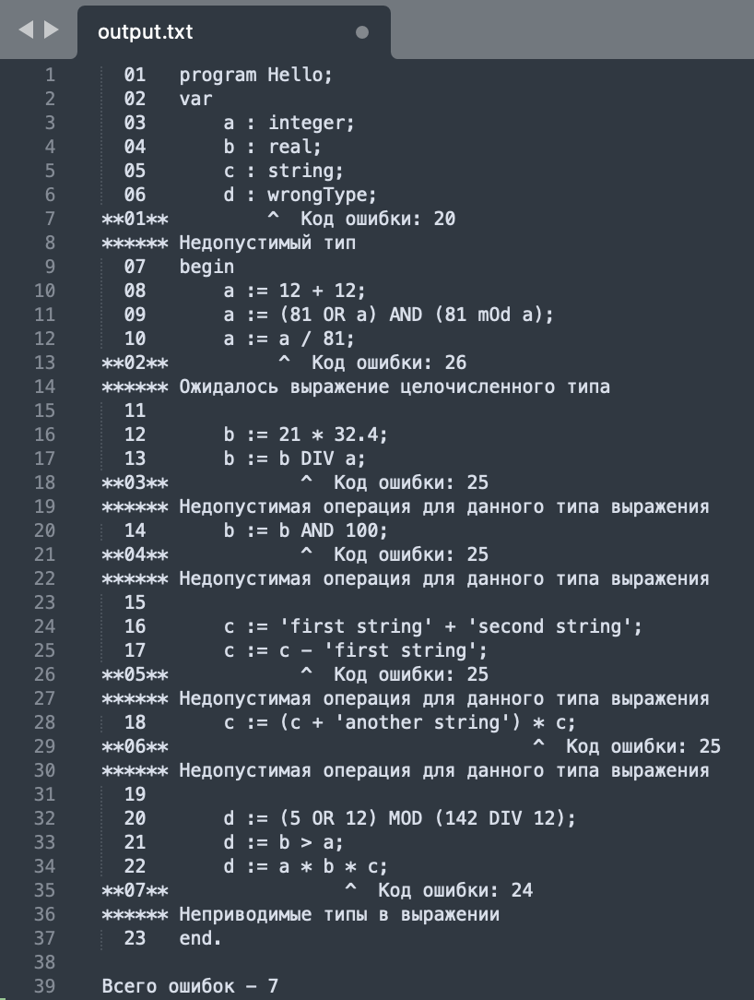 output.txt
1 01 program Hello;
2 02 var
3 03 a : integer;
4 04 b : real;
5 05 c : string;
6 06 d : wrongType;
7 **01** ^ Код ошибки: 20
8 ****** Недопустимый тип
9 07 begin
10 08 a := 12 + 12;
11 09 a := (81 OR a) AND (81 mOd a);
12 10 a := a / 81;
13 **02** ^ Код ошибки: 26
14 ****** Ожидалось выражение целочисленного типа
15 11
16 12 b := 21 * 32.4;
17 13 b := b DIV a;
18 **03** ^ Код ошибки: 25
19 ****** Недопустимая операция для данного типа выражения
20 14 b := b AND 100;
21 **04** ^ Код ошибки: 25
22 ****** Недопустимая операция для данного типа выражения
23 15
24 16 c := 'first string' + 'second string';
25 17 c := c - 'first string';
26 **05** ^ Код ошибки: 25
27 ****** Недопустимая операция для данного типа выражения
28 18 c := (c + 'another string') * c;
29 **06** ^ Код ошибки: 25
30 ****** Недопустимая операция для данного типа выражения
31 19
32 20 d := (5 OR 12) MOD (142 DIV 12);
33 21 d := b > a;
34 22 d := a * b * c;
35 **07** ^ Код ошибки: 24
36 ****** Неприводимые типы в выражении
37 23 end.
38
39 Всего ошибок – 7